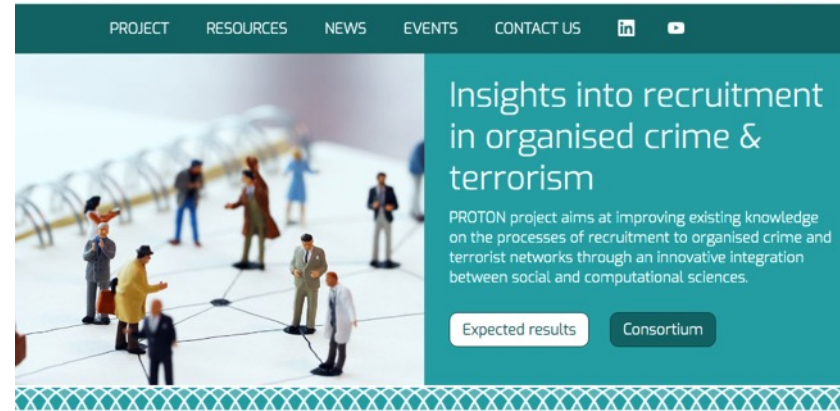 PROJECT RESOURCES NEWS EVENTS CONTACT US in
Insights into recruitment
in organised crime &
terrorism
PROTON project aims at improving existing knowledge
on the processes of recruitment to organised crime and
terrorist networks through an innovative integration
between social and computational sciences.
Expected results Consortium